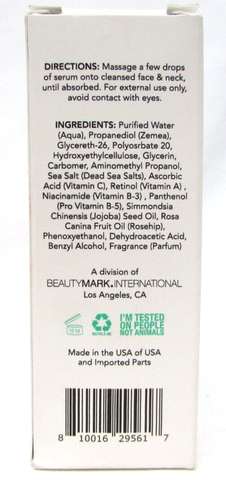 DIRECTIONS: Massage a few drops
of serum onto cleansed face & neck,
until absorbed. For external use only,
avoid contact with eyes.
INGREDIENTS: Purified Water
(Aqua), Propanediol (Zemea),
Glycereth-26, Polyosrbate 20,
Hydroxyethylcellulose, Glycerin,
Carbomer, Aminomethyl Propanol,
Sea Salt (Dead Sea Salts), Ascorbic
Acid (Vitamin C), Retinol (Vitamin A) ,
Niacinamide (Vitamin B-3) , Panthenol
(Pro Vitamin B-5), Simmondsia
Chinensis (Jojoba) Seed Oil, Rosa
Canina Fruit Oil (Rosehip),
Phenoxyethanol, Dehydroacetic Acid,
Benzyl Alcohol, Fragrance (Parfum)
A division of
BEAUTYMARK.INTERNATIONAL
Los Angeles, CA
12 M
RECYCLE ME
I'M TESTED
ON PEOPLE
NOT ANIMALS
Made in the USA of USA
and Imported Parts
8 10016 29561 7